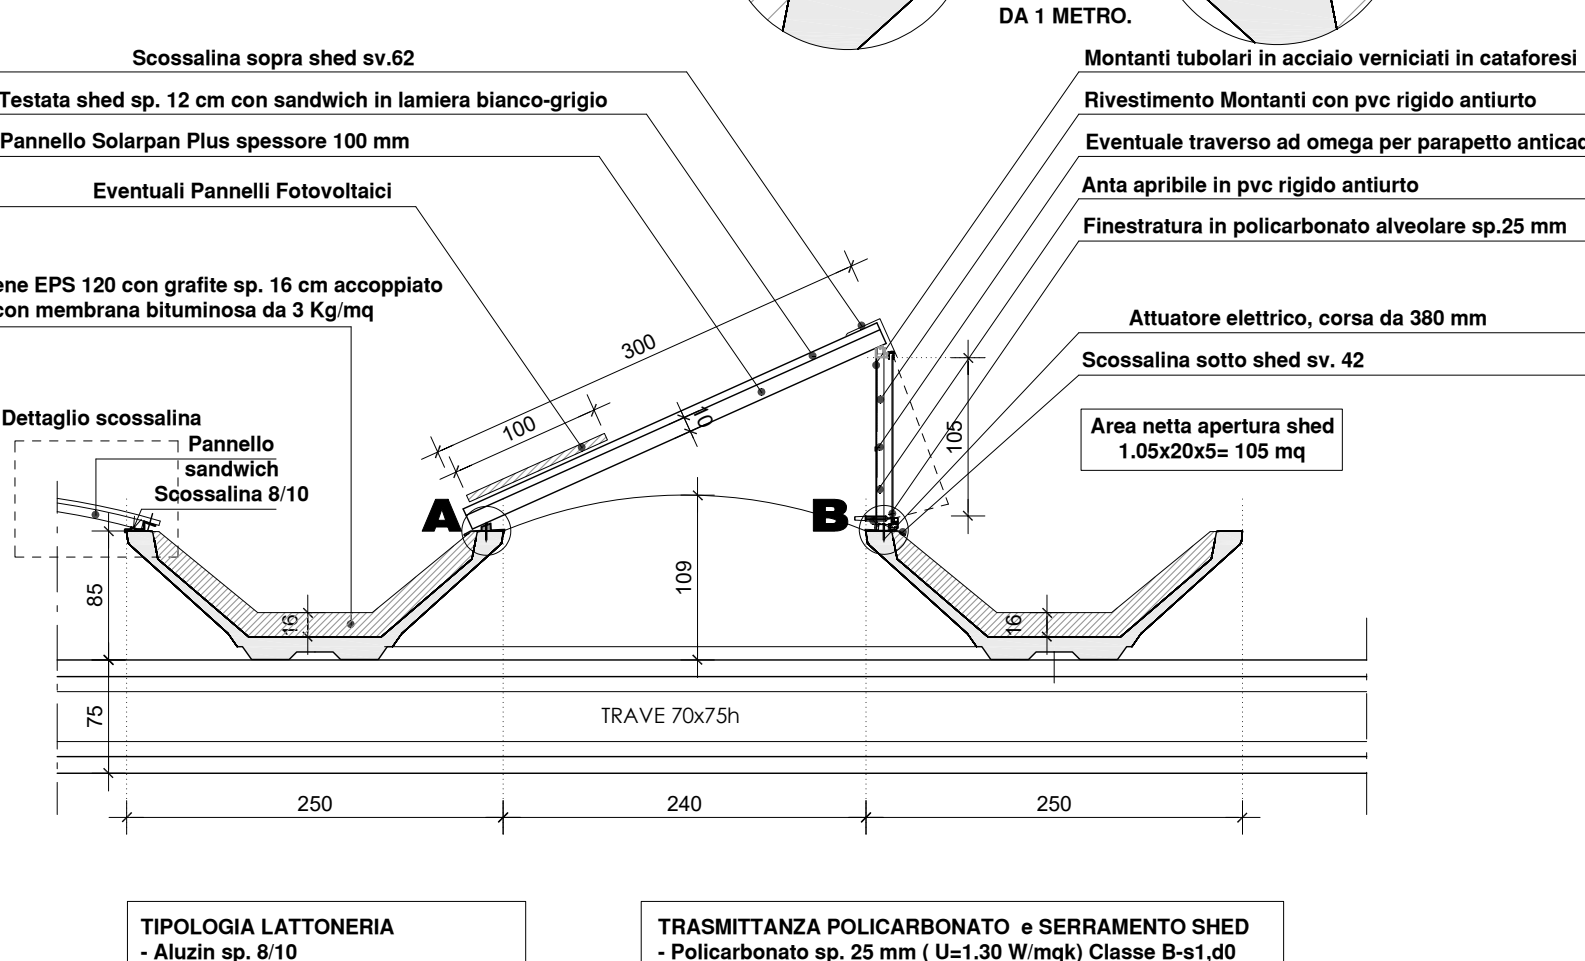 DA 1 METRO.
Scossalina sopra shed sv.62
Testata shed sp. 12 cm con sandwich in lamiera bianco-grigio
Pannello Solarpan Plus spessore 100 mm
Eventuali Pannelli Fotovoltaici
ene EPS 120 con grafite sp. 16 cm accoppiato
con membrana bituminosa da 3 Kg/mq
Montanti tubolari in acciaio verniciati in cataforesi
Rivestimento Montanti con pvc rigido antiurto
Eventuale traverso ad omega per parapetto anticad
Anta apribile in pvc rigido antiurto
Finestratura in policarbonato alveolare sp.25 mm
Attuatore elettrico, corsa da 380 mm
Scossalina sotto shed sv. 42
Area netta apertura shed
1.05x20x5= 105 mq
Dettaglio scossalina
Pannello
sandwich
Scossalina 8/10
300
100
10
105
A
B
109
85
16
16
75
TRAVE 70x75h
250
240
250
TIPOLOGIA LATTONERIA
- Aluzin sp. 8/10
TRASMITTANZA POLICARBONATO e SERRAMENTO SHED
- Policarbonato sp. 25 mm ( U=1.30 W/mqk) Classe B-s1,d0